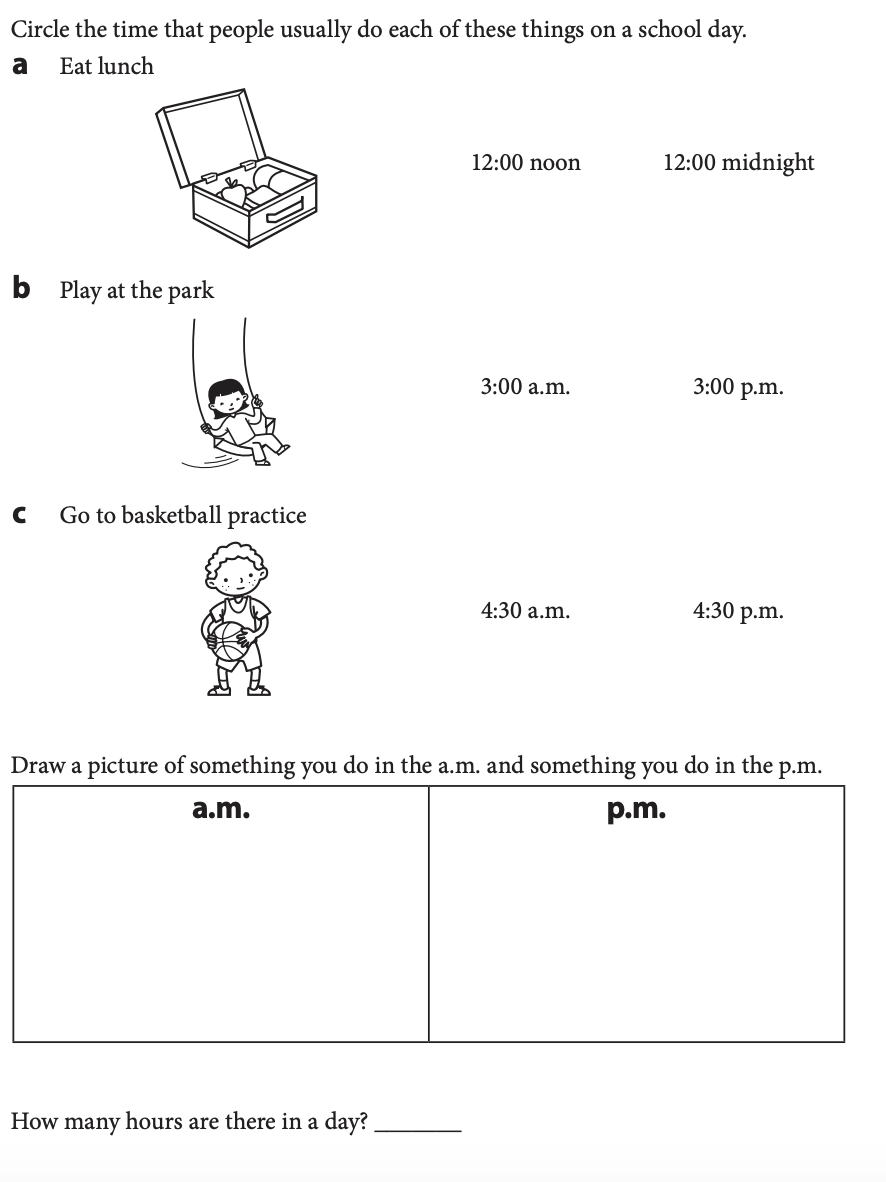 Circle the time that people usually do each of these things on a school day.
a Eat lunch
12:00 noon 12:00 midnight
b Play at the park
3:00 a.m. 3:00 p.m.
c Go to basketball practice
4:30 a.m. 4:30 p.m.
Draw a picture of something you do in the a.m. and something you do in the p.m.
a.m. p.m.
How many hours are there in a day? _______